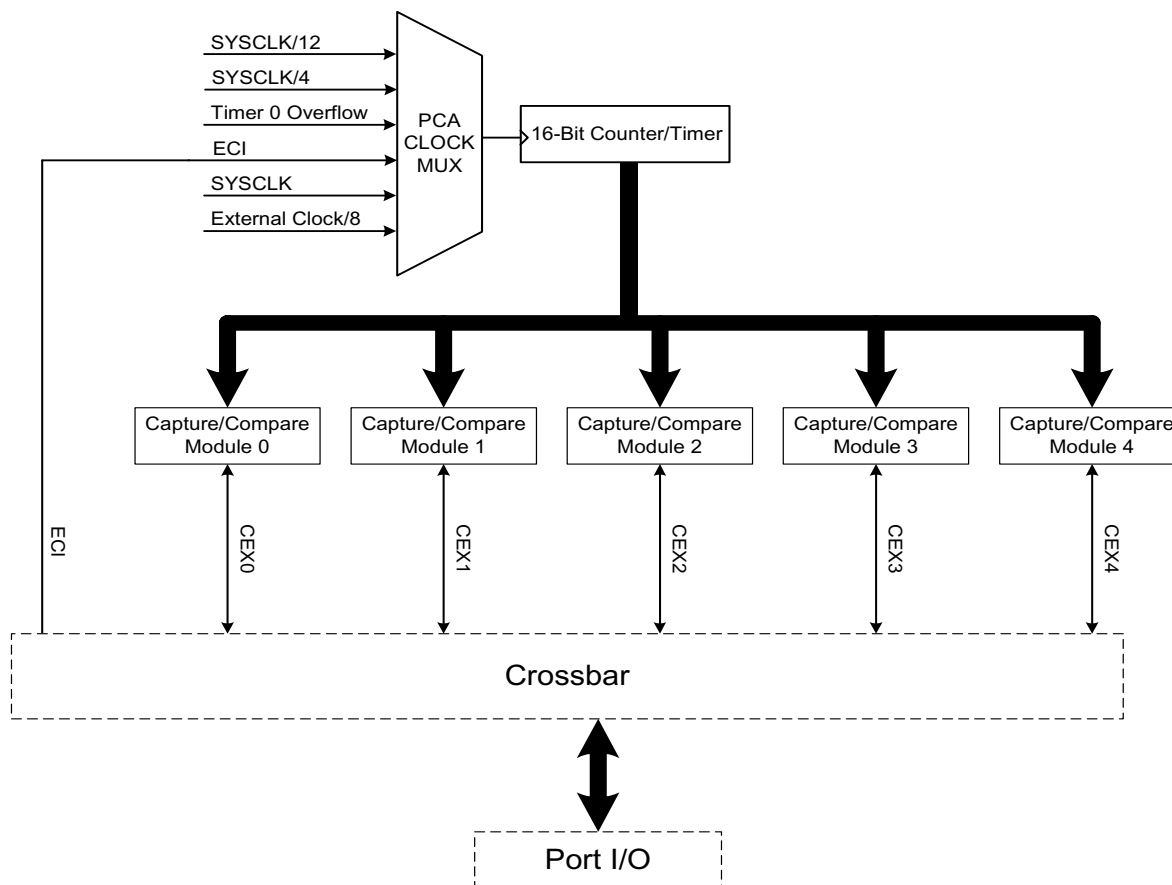 SYSCLK/12
SYSCLK/4
Timer 0 Overflow
ECI
SYSCLK
External Clock/8
PCA
CLOCK
MUX
16-Bit Counter/Timer
Capture/Compare
Module 0
Capture/Compare
Module 1
Capture/Compare
Module 2
Capture/Compare
Module 3
Capture/Compare
Module 4
ECI
CEX0
CEX1
CEX2
CEX3
CEX4
Crossbar
Port I/O